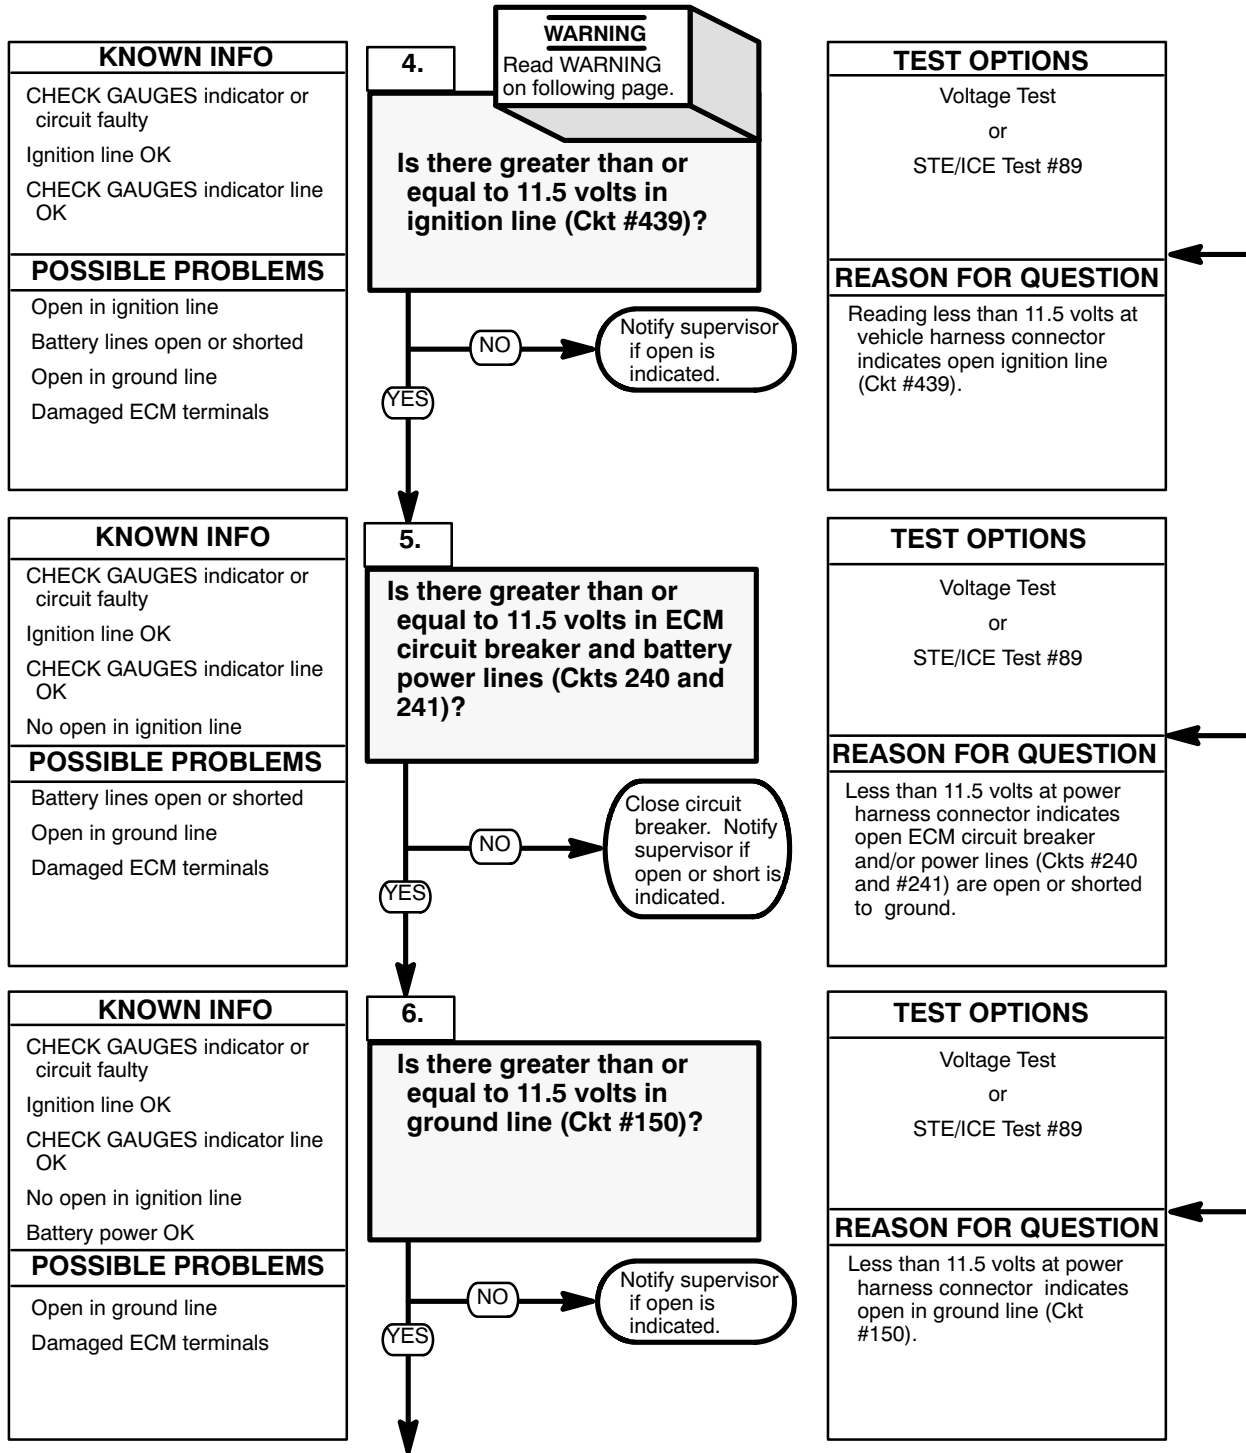 KNOWN INFO
CHECK GAUGES indicator or
circuit faulty
Ignition line OK
CHECK GAUGES indicator line
OK
POSSIBLE PROBLEMS
Open in ignition line
Battery lines open or shorted
Open in ground line
Damaged ECM terminals
4.
WARNING
Read WARNING
on following page.
Is there greater than or
equal to 11.5 volts in
ignition line (Ckt #439)?
NO
Notify supervisor
if open is
indicated.
YES
TEST OPTIONS
Voltage Test
or
STE/ICE Test #89
REASON FOR QUESTION
Reading less than 11.5 volts at
vehicle harness connector
indicates open ignition line
(Ckt #439).
KNOWN INFO
CHECK GAUGES indicator or
circuit faulty
Ignition line OK
CHECK GAUGES indicator line
OK
No open in ignition line
POSSIBLE PROBLEMS
Battery lines open or shorted
Open in ground line
Damaged ECM terminals
5.
Is there greater than or
equal to 11.5 volts in ECM
circuit breaker and battery
power lines (Ckts 240 and
241)?
NO
Close circuit
breaker. Notify
supervisor if
open or short is
indicated.
YES
TEST OPTIONS
Voltage Test
or
STE/ICE Test #89
REASON FOR QUESTION
Less than 11.5 volts at power
harness connector indicates
open ECM circuit breaker
and/or power lines (Ckts #240
and #241) are open or shorted
to ground.
KNOWN INFO
CHECK GAUGES indicator or
circuit faulty
Ignition line OK
CHECK GAUGES indicator line
OK
No open in ignition line
Battery power OK
POSSIBLE PROBLEMS
Open in ground line
Damaged ECM terminals
6.
Is there greater than or
equal to 11.5 volts in
ground line (Ckt #150)?
NO
Notify supervisor
if open is
indicated.
YES
TEST OPTIONS
Voltage Test
or
STE/ICE Test #89
REASON FOR QUESTION
Less than 11.5 volts at power
harness connector indicates
open in ground line (Ckt
#150).